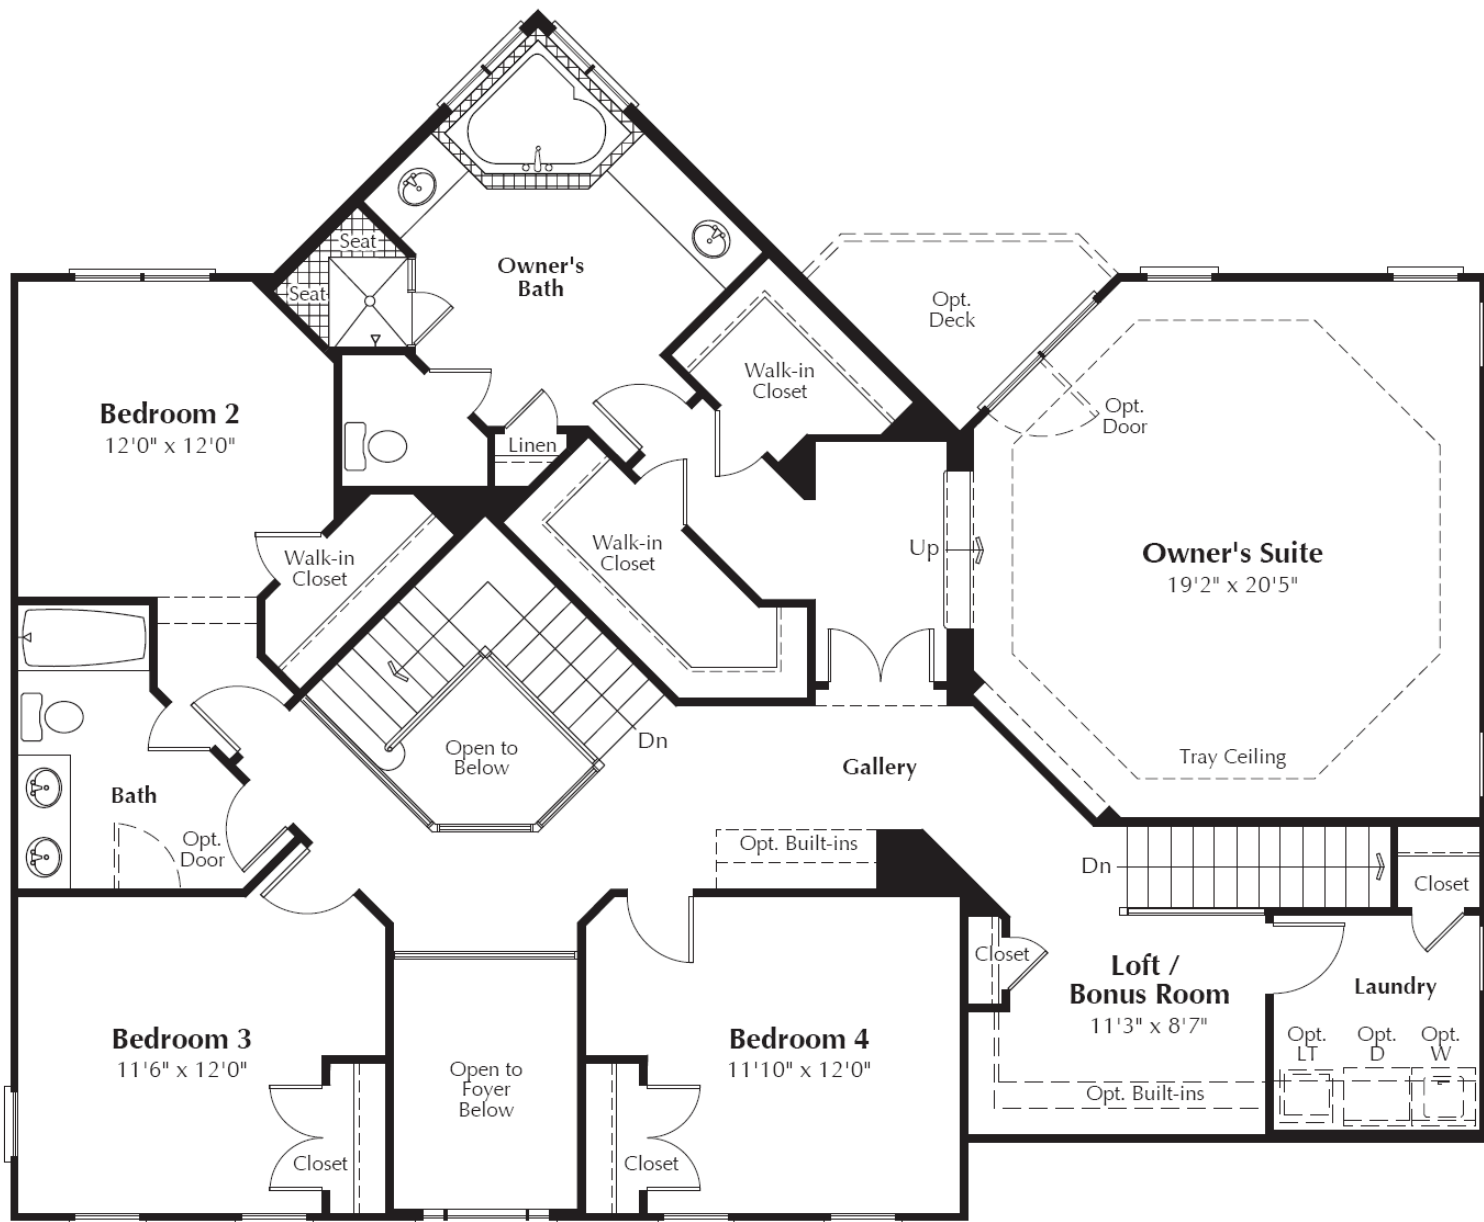 Seat
Seat
Owner's
Bath
Opt.
Deck
Walk-in
Closet
Opt.
Door
Bedroom 2
12'0" x 12'0"
Linen
Walk-in
Closet
Walk-in
Closet
Up
Owner's Suite
19'2" x 20'5"
Open to
Below
Dn
Gallery
Tray Ceiling
Bath
Opt.
Door
Opt. Built-ins
Dn
Closet
Closet
Loft /
Bonus Room
11'3" x 8'7"
Laundry
Opt.
LT
Opt.
D
Opt.
W
Opt. Built-ins
Bedroom 3
11'6" x 12'0"
Open to
Foyer
Below
Bedroom 4
11'10" x 12'0"
Closet
Closet